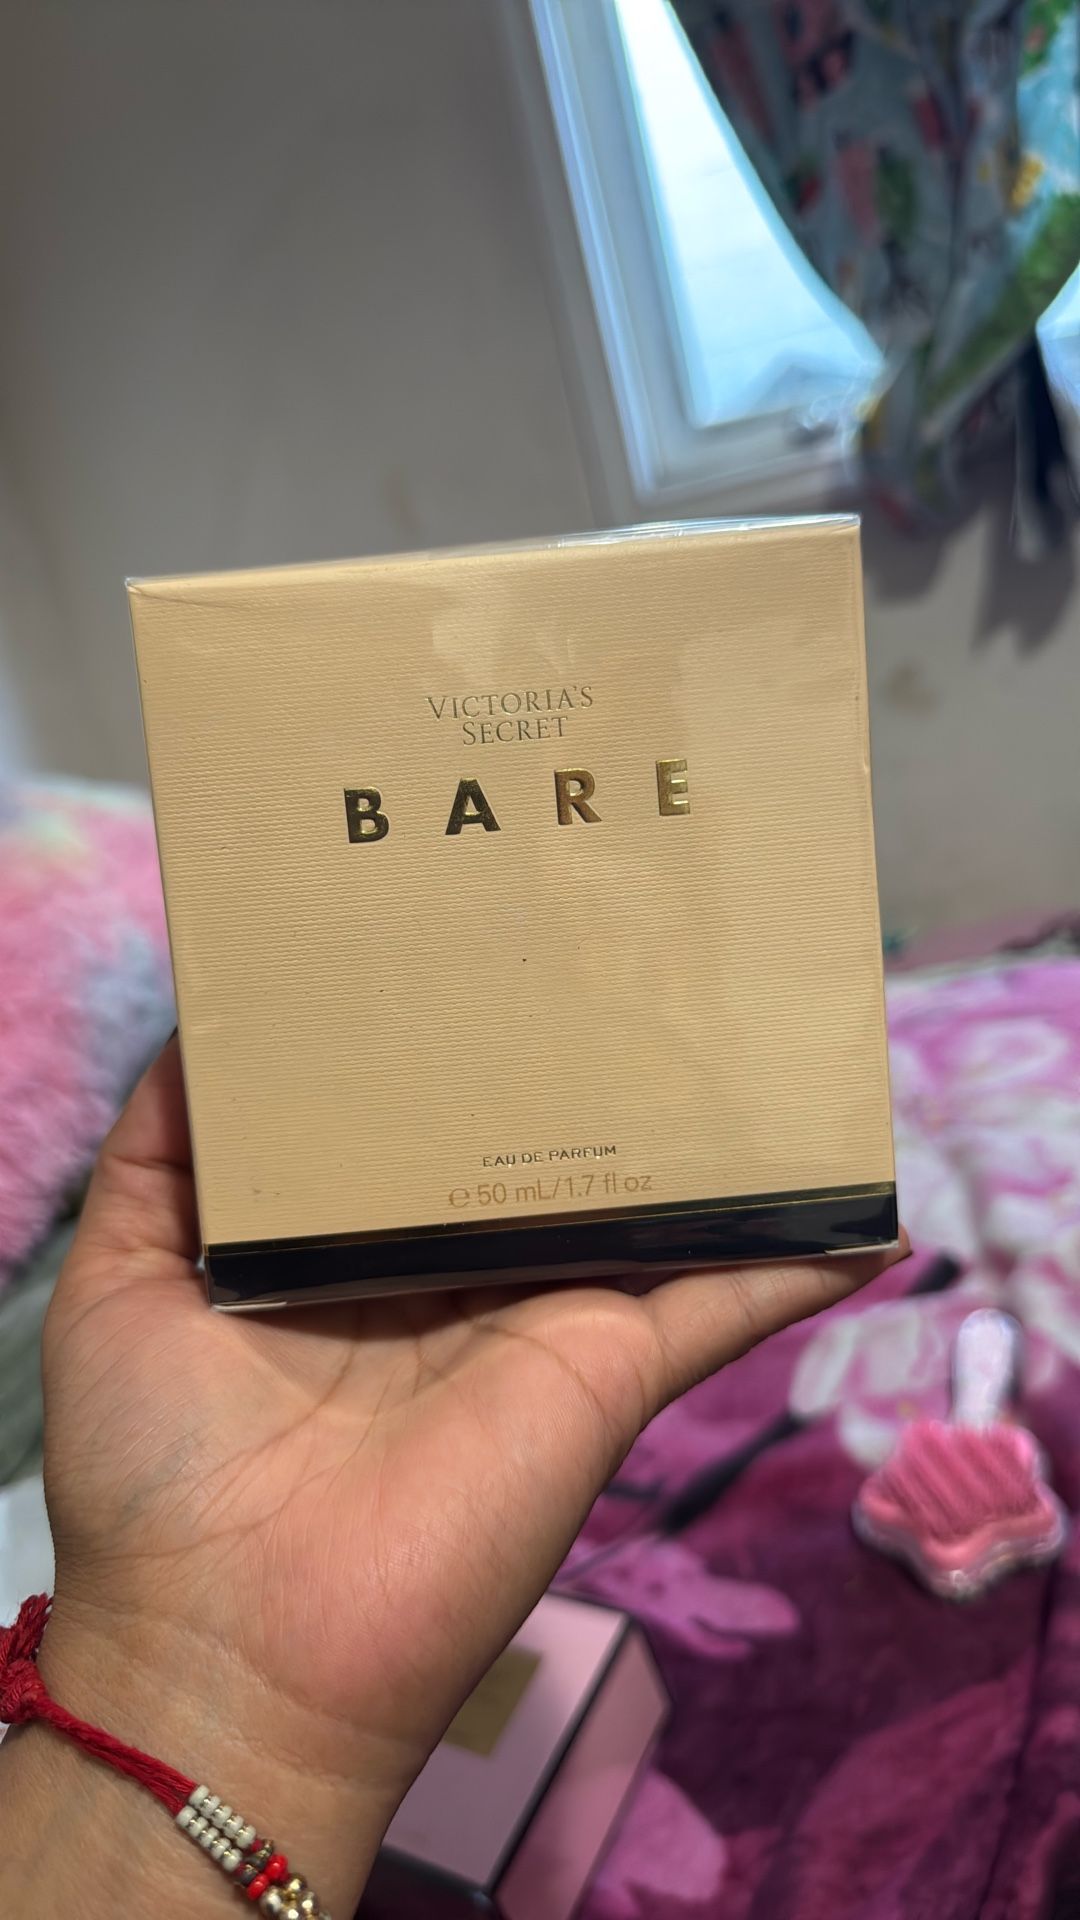 VICTORIA'S
SECRET
BARE
EAU DE PARFUM
℮ 50 mL/1.7 fl oz